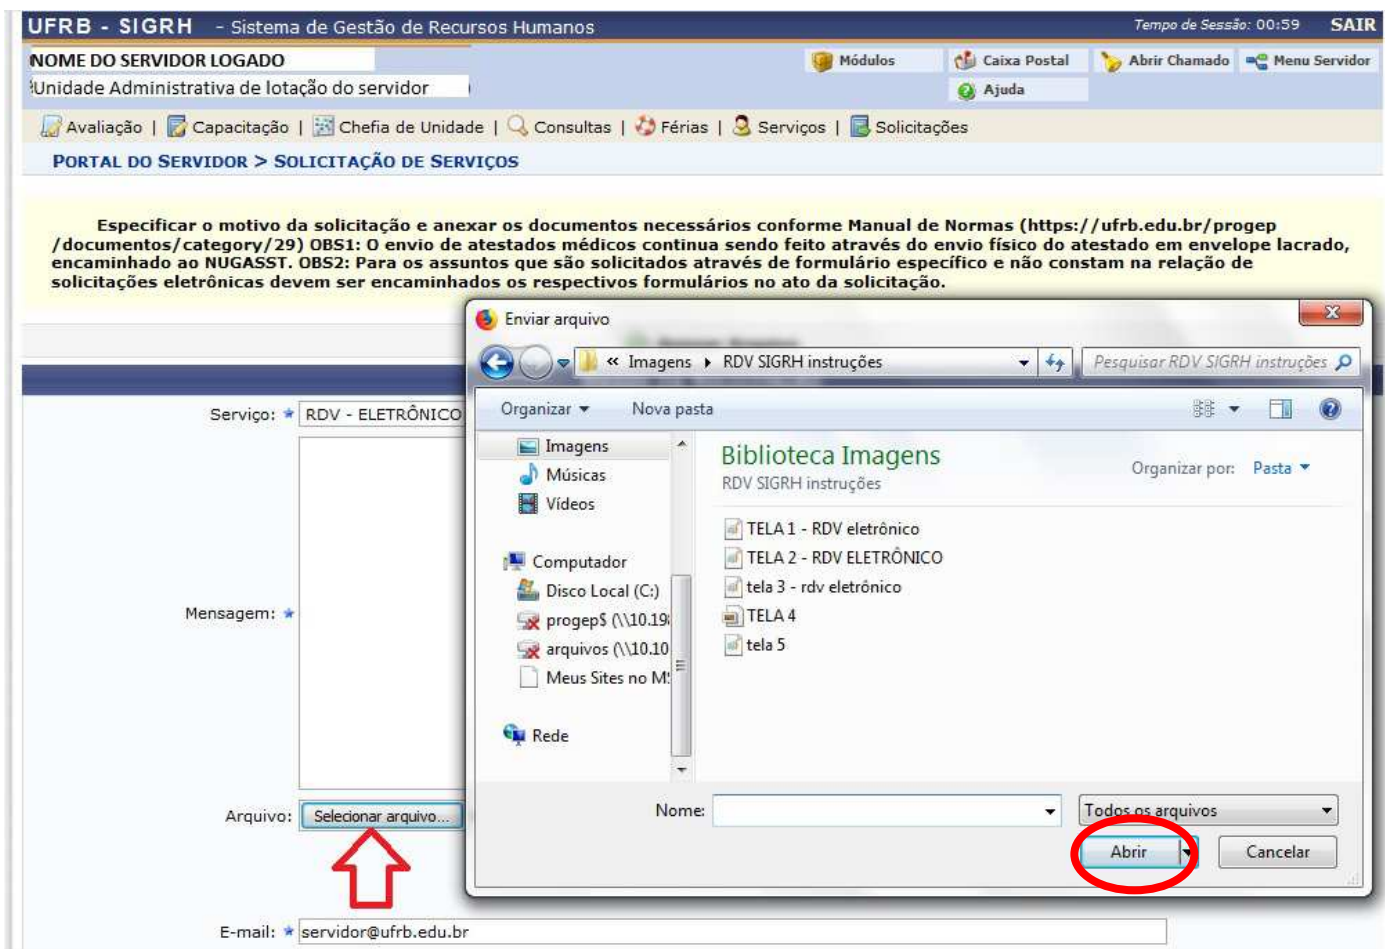 UFRB - SIGRH - Sistema de Gestão de Recursos Humanos
Tempo de Sessão: 00:59 SAIR
NOME DO SERVIDOR LOGADO
Unidade Administrativa de lotação do servidor
Módulos
Caixa Postal
Abrir Chamado
Menu Servidor
Ajuda
Avaliação | Capacitação | Chefia de Unidade | Consultas | Férias | Serviços | Solicitações
PORTAL DO SERVIDOR > SOLICITAÇÃO DE SERVIÇOS
Especificar o motivo da solicitação e anexar os documentos necessários conforme Manual de Normas (https://ufrb.edu.br/progep
/documentos/category/29) OBS1: O envio de atestados médicos continua sendo feito através do envio físico do atestado em envelope lacrado,
encaminhado ao NUGASST. OBS2: Para os assuntos que são solicitados através de formulário específico e não constam na relação de
solicitações eletrônicas devem ser encaminhados os respectivos formulários no ato da solicitação.
Enviar arquivo
« Imagens RDV SIGRH instruções
Pesquisar RDV SIGRH instruções
Organizar
Nova pasta
Imagens
Músicas
Vídeos
Computador
Disco Local (C:)
progep$ (\\10.19
arquivos (\\10.10
Meus Sites no M
Rede
Biblioteca Imagens
RDV SIGRH instruções
Organizar por: Pasta
TELA 1 - RDV eletrônico
TELA 2 - RDV ELETRÔNICO
tela 3 - rdv eletrônico
TELA 4
tela 5
Nome:
Todos os arquivos
Abrir
Cancelar
Serviço: RDV - ELETRÔNICO
Mensagem:
Arquivo: Selecionar arquivo...
E-mail: servidor@ufrb.edu.br